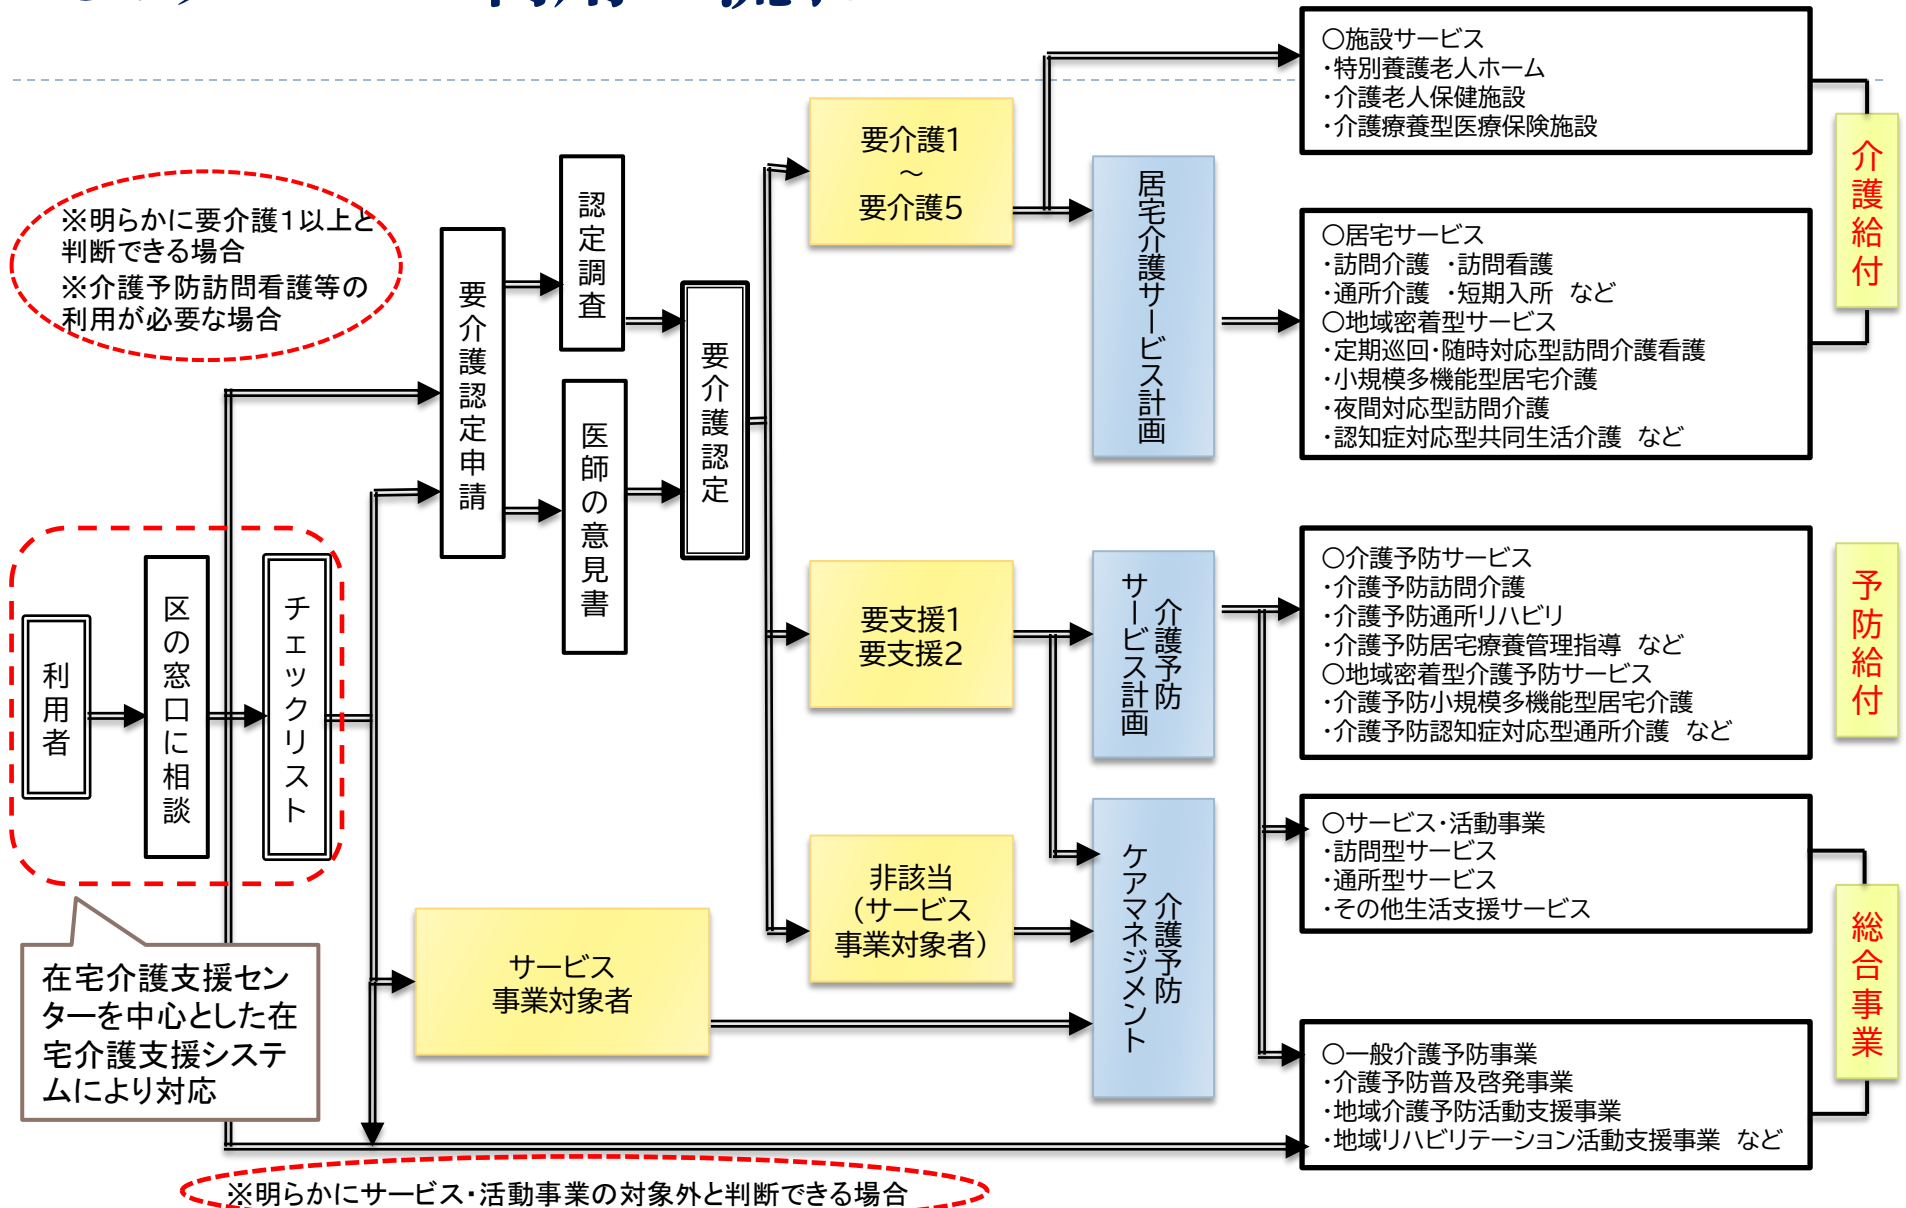 ※明らかに要介護1以上と
判断できる場合
※介護予防訪問看護等の
利用が必要な場合
利用者
区の窓口に相談
チェックリスト
在宅介護支援セン
ターを中心とした在
宅介護支援システ
ムにより対応
要介護認定申請
認定調査
医師の意見書
要介護認定
サービス
事業対象者
要介護1
～
要介護5
要支援1
要支援2
非該当
(サービス
事業対象者)
居宅介護サービス計画
介護予防
サービス計画
介護予防
ケアマネジメント
○施設サービス
・特別養護老人ホーム
・介護老人保健施設
・介護療養型医療保険施設
○居宅サービス
・訪問介護 ・訪問看護
・通所介護 ・短期入所 など
○地域密着型サービス
・定期巡回・随時対応型訪問介護看護
・小規模多機能型居宅介護
・夜間対応型訪問介護
・認知症対応型共同生活介護 など
介護給付
○介護予防サービス
・介護予防訪問介護
・介護予防通所リハビリ
・介護予防居宅療養管理指導 など
○地域密着型介護予防サービス
・介護予防小規模多機能型居宅介護
・介護予防認知症対応型通所介護 など
予防給付
○サービス・活動事業
・訪問型サービス
・通所型サービス
・その他生活支援サービス
○一般介護予防事業
・介護予防普及啓発事業
・地域介護予防活動支援事業
・地域リハビリテーション活動支援事業 など
総合事業
※明らかにサービス・活動事業の対象外と判断できる場合